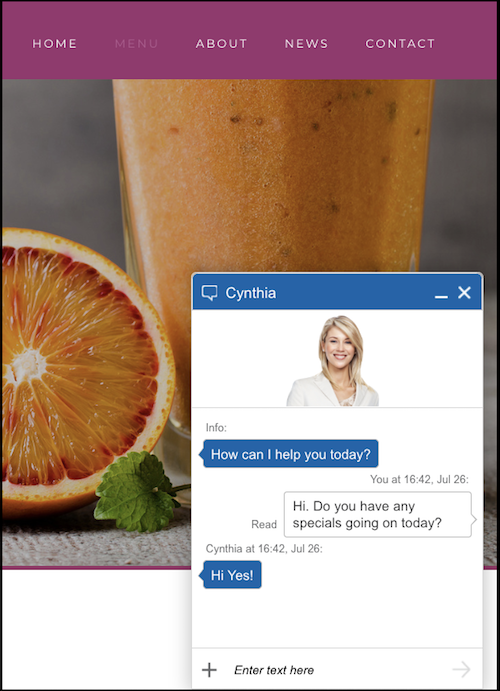 HOME MENU ABOUT NEWS CONTACT
Cynthia
Info:
How can I help you today?
You at 16:42, Jul 26:
Hi. Do you have any
specials going on today?
Read
Cynthia at 16:42, Jul 26:
Hi Yes!
Enter text here